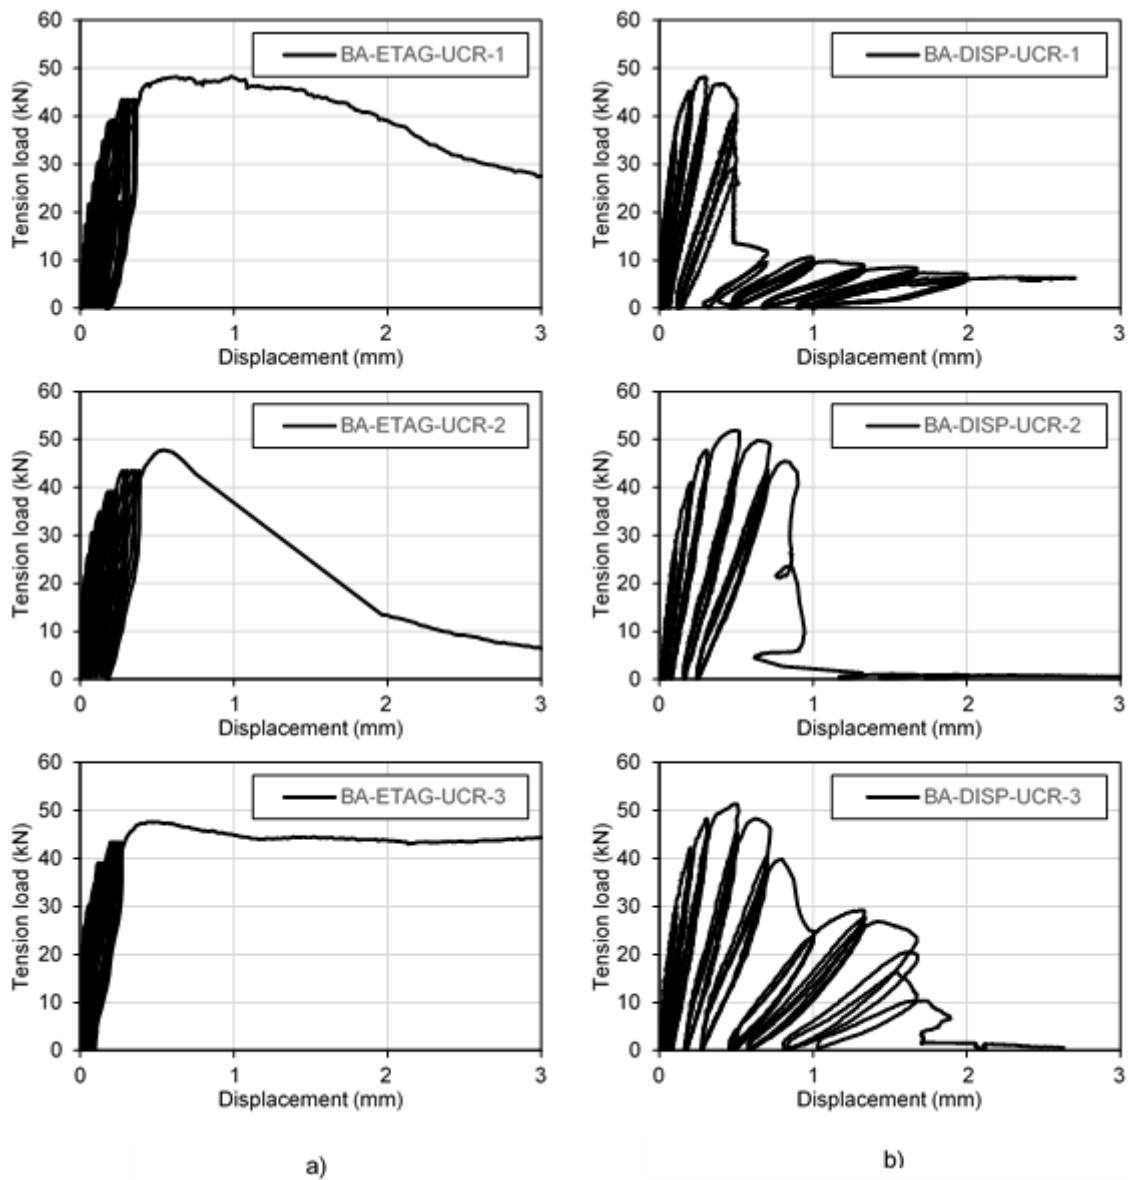 BA-ETAG-UCR-1
Tension load (kN)
60
50
40
30
20
10
0
0 1 2 3
Displacement (mm)
BA-DISP-UCR-1
Tension load (kN)
60
50
40
30
20
10
0
0 1 2 3
Displacement (mm)
BA-ETAG-UCR-2
Tension load (kN)
60
50
40
30
20
10
0
0 1 2 3
Displacement (mm)
BA-DISP-UCR-2
Tension load (kN)
60
50
40
30
20
10
0
0 1 2 3
Displacement (mm)
BA-ETAG-UCR-3
Tension load (kN)
60
50
40
30
20
10
0
0 1 2 3
Displacement (mm)
BA-DISP-UCR-3
Tension load (kN)
60
50
40
30
20
10
0
0 1 2 3
Displacement (mm)
a)
b)